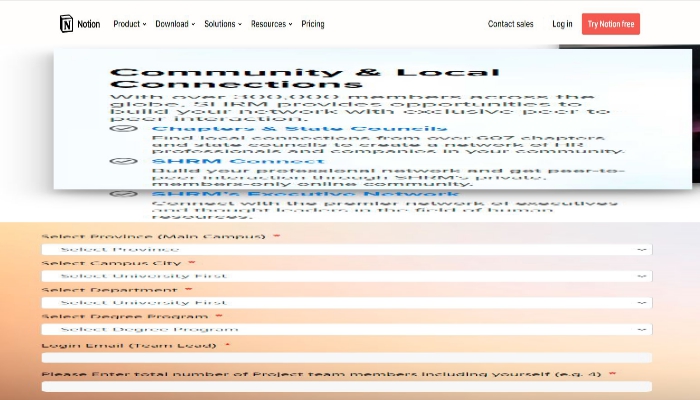 Notion
Product Download Solutions Resources Pricing Contact sales Log in Try Notion free
Community & Local
Connections
With over 300,000 members across the
globe, SHRM provides opportunities to
build your network with exclusive peer to
peer interaction.
Chapters & State Councils
Find local connections from over 607 chapters
and state councils to create a network of HR
professionals and companies in your community.
SHRM Connect
Build your professional network and get peer-to-
peer interaction through SHRM's private,
members-only online community.
SHRM's Executive Network
Connect with the premier network of executives
and thought leaders in the field of human
resources.
Select Province (Main Campus) *
Select Province
Select Campus City *
Select University First
Select Department *
Select University First
Select Degree Program *
Select Degree Program
Login Email (Team Lead) *
Please Enter total number of Project team members including yourself (e.g. 4) *